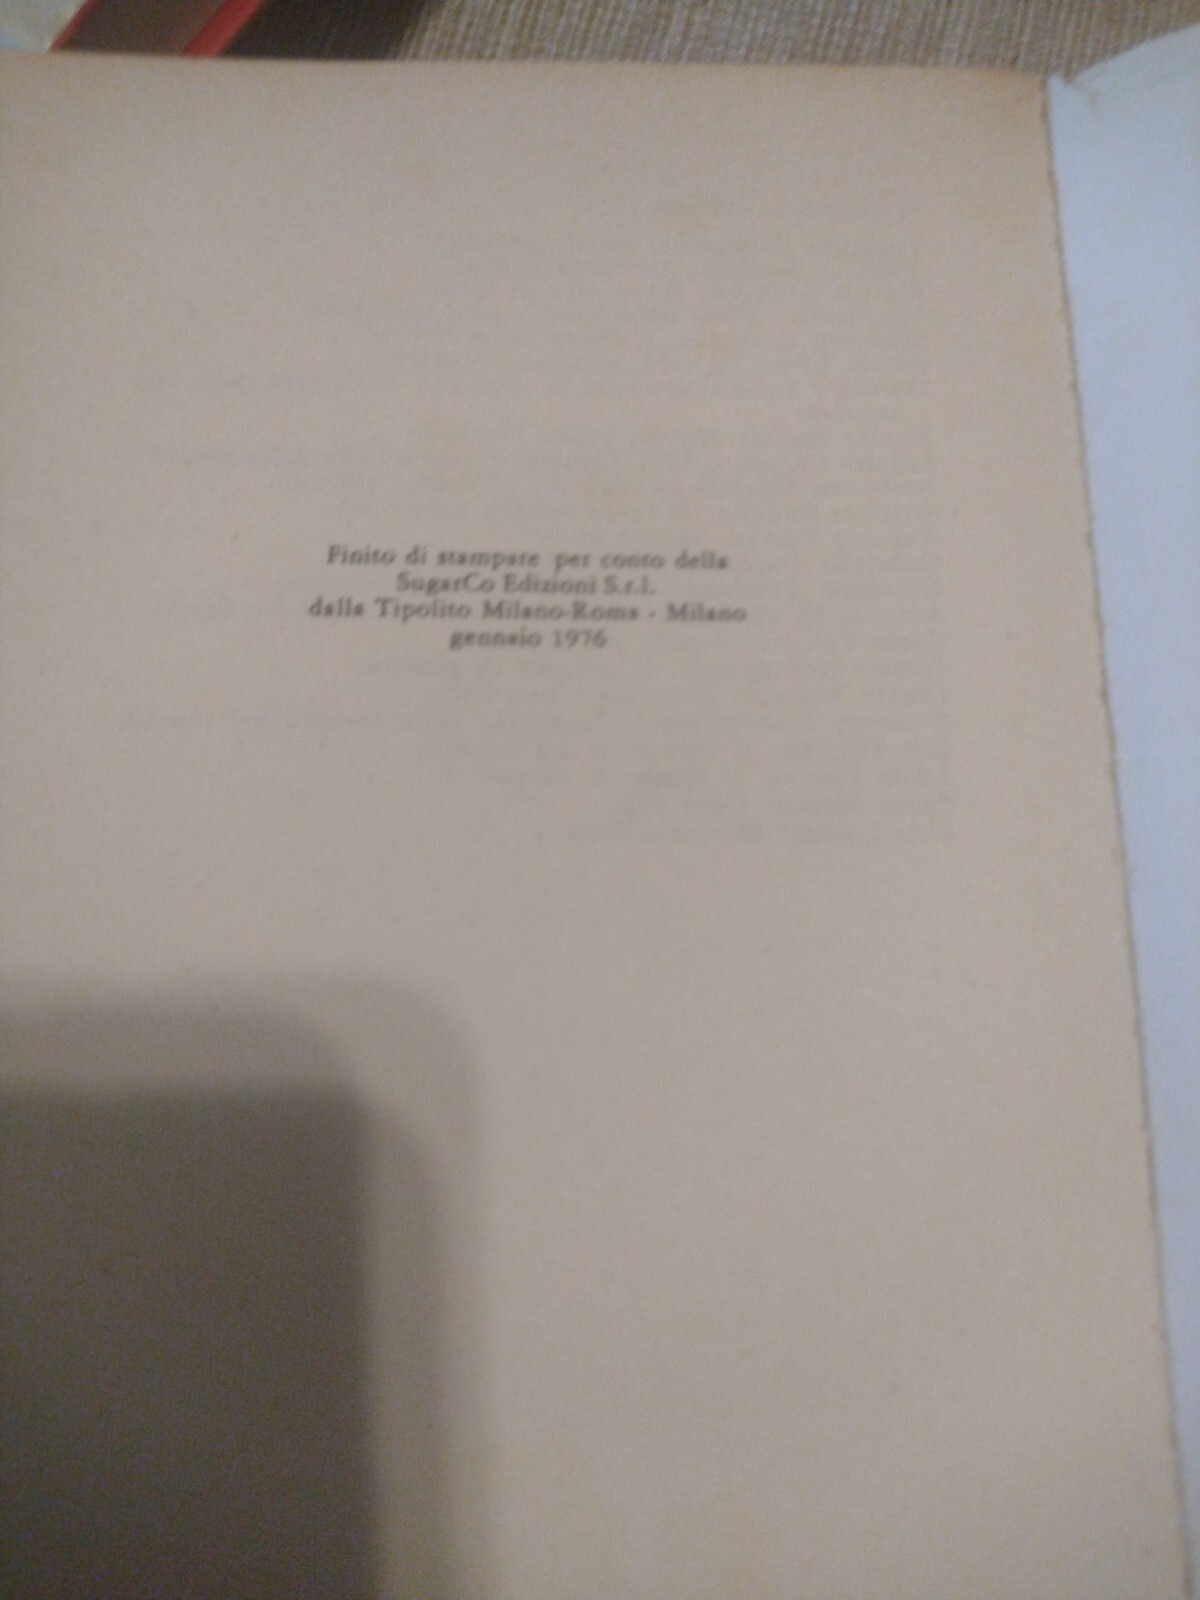 Finito di stampare per conto della
SugarCo Edizioni S.r.l.
dalla Tipolito Milano-Roma - Milano
gennaio 1976